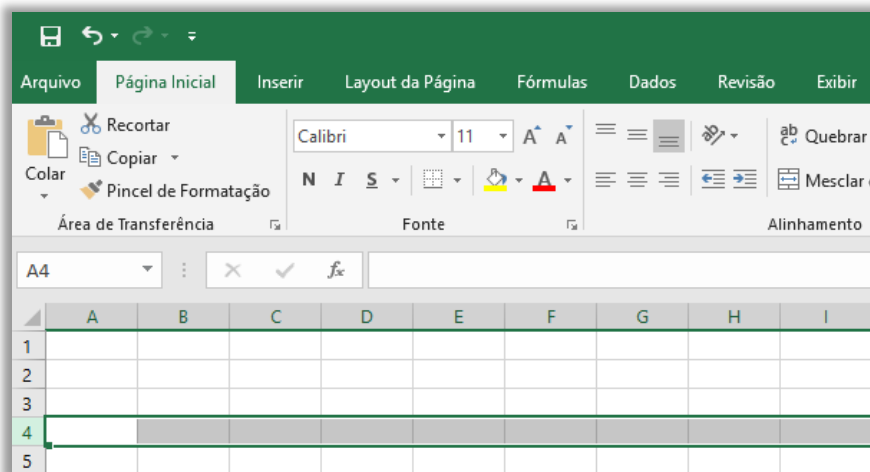 Arquivo Página Inicial Inserir Layout da Página Fórmulas Dados Revisão Exibir
Recortar
Copiar
Pincel de Formatação
Colar
Área de Transferência
Calibri 11 A A
N I S A
Fonte
ab Quebrar
Mesclar
Alinhamento
A4 fx
A B C D E F G H I
1
2
3
4
5